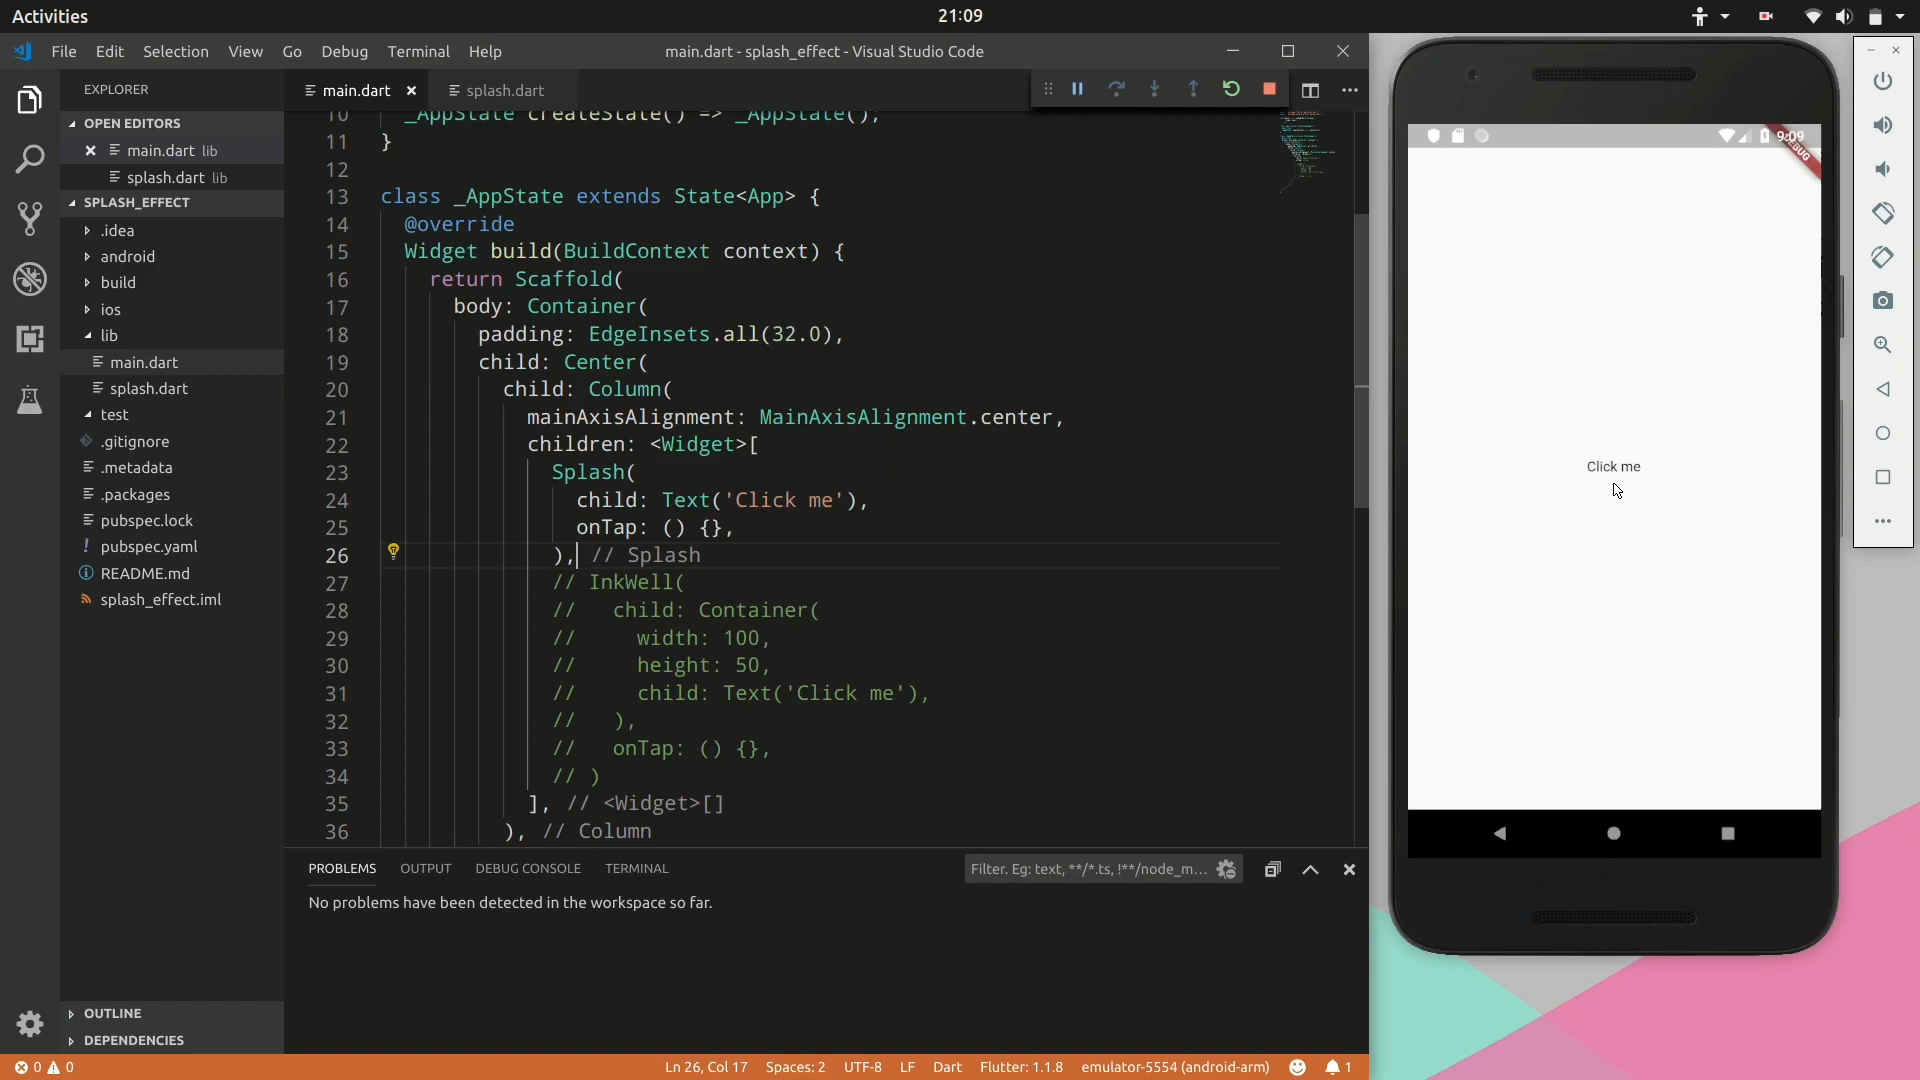 Activities
21:09
File Edit Selection View Go Debug Terminal Help
main.dart - splash_effect - Visual Studio Code
EXPLORER
OPEN EDITORS
main.dart lib
splash.dart lib
SPLASH_EFFECT
.idea
android
build
ios
lib
main.dart
splash.dart
test
.gitignore
.metadata
.packages
pubspec.lock
pubspec.yaml
README.md
splash_effect.iml
OUTLINE
DEPENDENCIES
main.dart
splash.dart
10 _AppState createState() => _AppState();
11 }
12
13 class _AppState extends State<App> {
14 @override
15 Widget build(BuildContext context) {
16 return Scaffold(
17 body: Container(
18 padding: EdgeInsets.all(32.0),
19 child: Center(
20 child: Column(
21 mainAxisAlignment: MainAxisAlignment.center,
22 children: <Widget>[
23 Splash(
24 child: Text('Click me'),
25 onTap: () {},
26 ), // Splash
27 // InkWell(
28 // child: Container(
29 // width: 100,
30 // height: 50,
31 // child: Text('Click me'),
32 // ),
33 // onTap: () {},
34 // )
35 ], // <Widget>[]
36 ), // Column
PROBLEMS OUTPUT DEBUG CONSOLE TERMINAL
Filter. Eg: text, **/*.ts, !**/node_m...
No problems have been detected in the workspace so far.
0 0
Ln 26, Col 17 Spaces: 2 UTF-8 LF Dart Flutter: 1.1.8 emulator-5554 (android-arm) 1
9:09
DEBUG
Click me